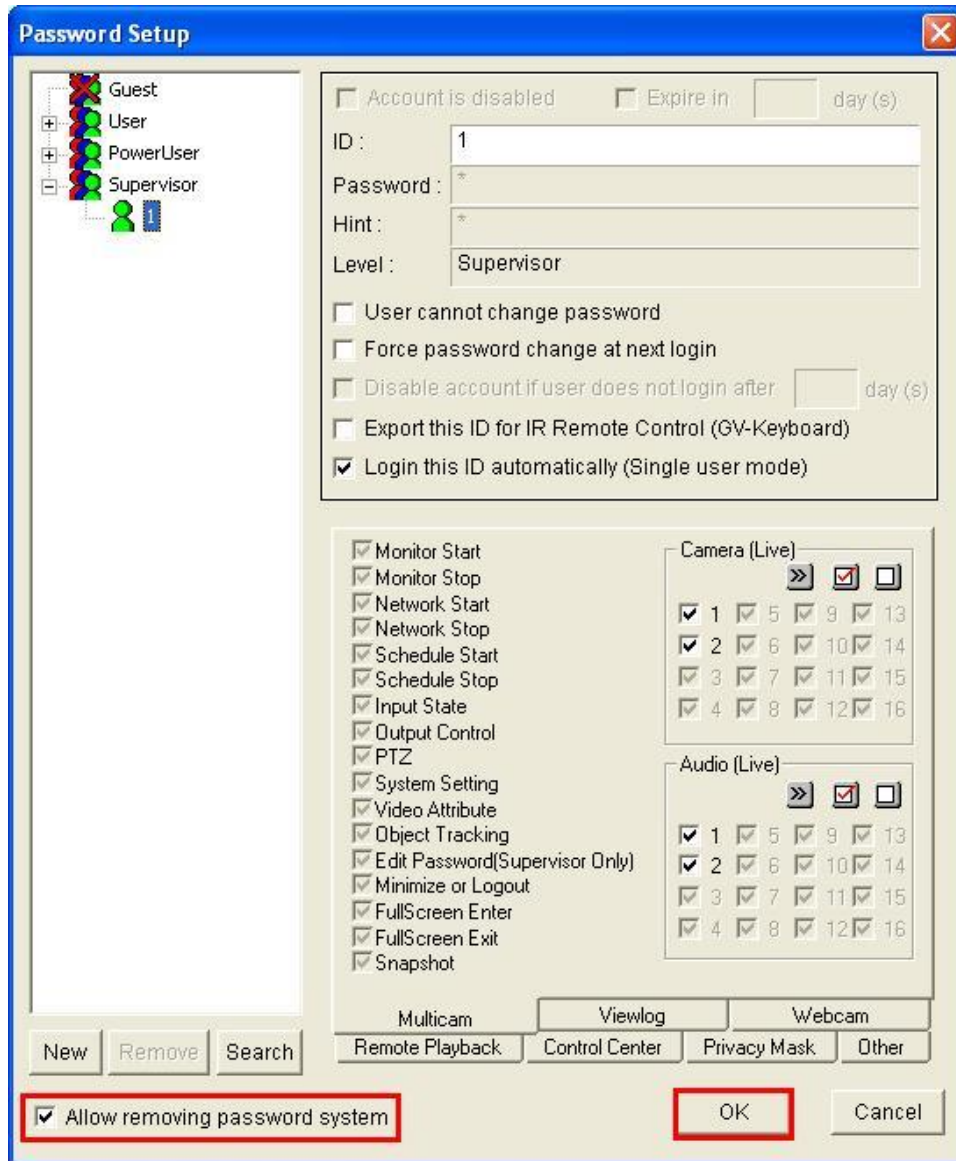 Password Setup
Guest
User
PowerUser
Supervisor
1
Account is disabled Expire in day (s)
ID : 1
Password : *
Hint : *
Level : Supervisor
User cannot change password
Force password change at next login
Disable account if user does not login after day (s)
Export this ID for IR Remote Control (GV-Keyboard)
Login this ID automatically (Single user mode)
Monitor Start
Monitor Stop
Network Start
Network Stop
Schedule Start
Schedule Stop
Input State
Output Control
PTZ
System Setting
Video Attribute
Object Tracking
Edit Password(Supervisor Only)
Minimize or Logout
FullScreen Enter
FullScreen Exit
Snapshot
Camera (Live)
»
1 5 9 13
2 6 10 14
3 7 11 15
4 8 12 16
Audio (Live)
»
1 5 9 13
2 6 10 14
3 7 11 15
4 8 12 16
Multicam Viewlog Webcam
Remote Playback Control Center Privacy Mask Other
New Remove Search
Allow removing password system
OK Cancel